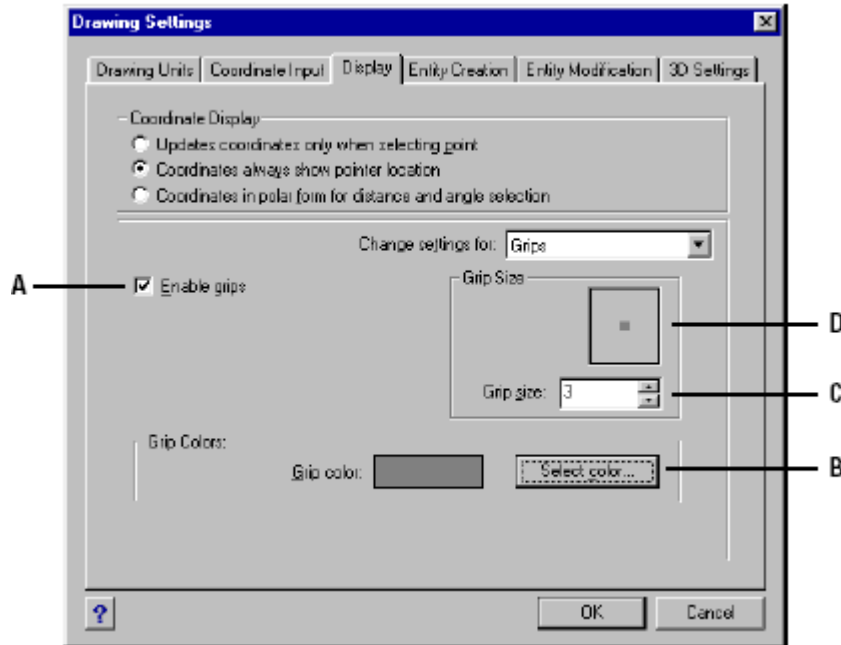 Drawing Settings
Drawing Units Coordinate Input Display Entity Creation Entity Modification 3D Settings
Coordinate Display
Updates coordinates only when selecting point
Coordinates always show pointer location
Coordinates in polar form for distance and angle selection
Change settings for: Grips
A
Enable grips
Grip Size
D
Grip size: 3
C
Grip Colors:
Grip color: Select color...
B
?
OK Cancel